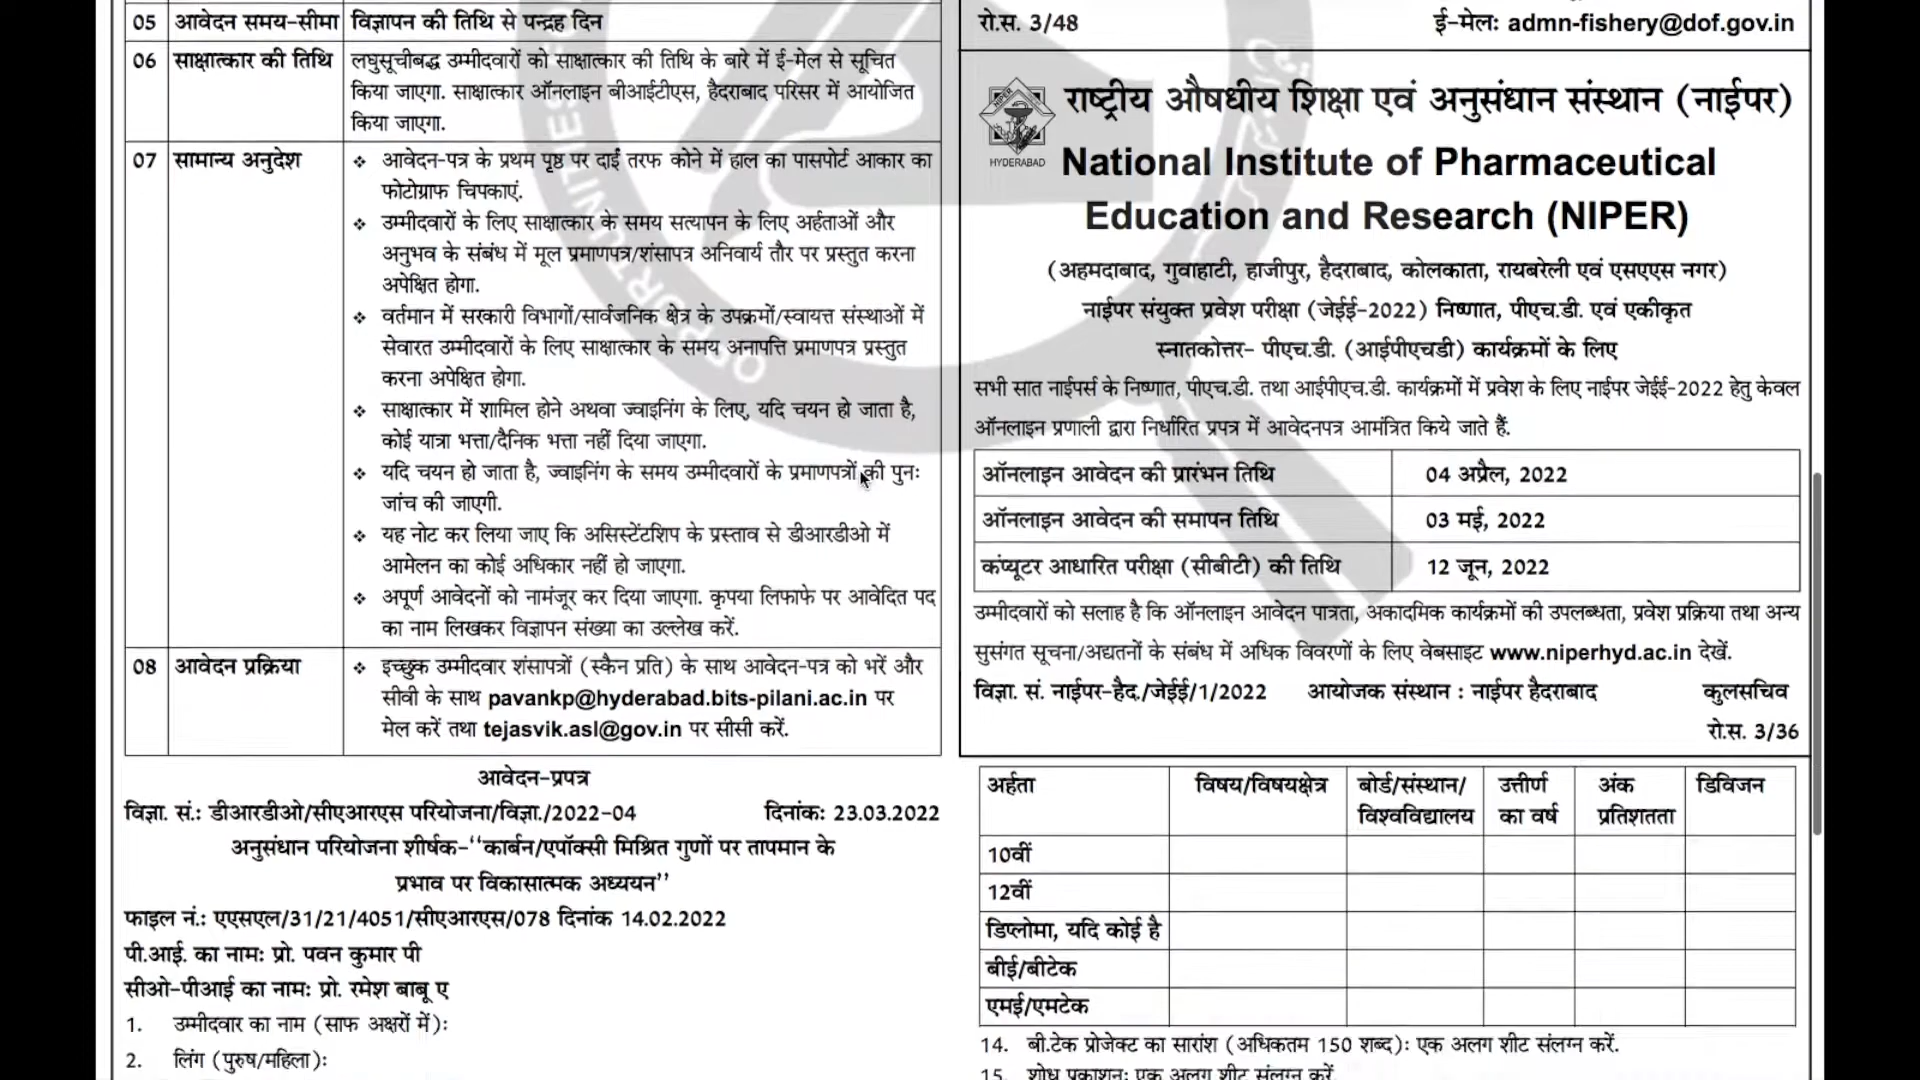 05 आवेदन समय-सीमा विज्ञापन की तिथि से पन्द्रह दिन
06 साक्षात्कार की तिथि लघुसूचीबद्ध उम्मीदवारों को साक्षात्कार की तिथि के बारे में ई-मेल से सूचित
किया जाएगा. साक्षात्कार ऑनलाइन बीआईटीएस, हैदराबाद परिसर में आयोजित
किया जाएगा.
07 सामान्य अनुदेश ❖ आवेदन-पत्र के प्रथम पृष्ठ पर दाईं तरफ कोने में हाल का पासपोर्ट आकार का
फोटोग्राफ चिपकाएं.
❖ उम्मीदवारों के लिए साक्षात्कार के समय सत्यापन के लिए अर्हताओं और
अनुभव के संबंध में मूल प्रमाणपत्र/शंसापत्र अनिवार्य तौर पर प्रस्तुत करना
अपेक्षित होगा.
❖ वर्तमान में सरकारी विभागों/सार्वजनिक क्षेत्र के उपक्रमों/स्वायत्त संस्थाओं में
सेवारत उम्मीदवारों के लिए साक्षात्कार के समय अनापत्ति प्रमाणपत्र प्रस्तुत
करना अपेक्षित होगा.
❖ साक्षात्कार में शामिल होने अथवा ज्वाइनिंग के लिए, यदि चयन हो जाता है,
कोई यात्रा भत्ता/दैनिक भत्ता नहीं दिया जाएगा.
❖ यदि चयन हो जाता है, ज्वाइनिंग के समय उम्मीदवारों के प्रमाणपत्रों की पुनः
जांच की जाएगी.
❖ यह नोट कर लिया जाए कि असिस्टेंटशिप के प्रस्ताव से डीआरडीओ में
आमेलन का कोई अधिकार नहीं हो जाएगा.
❖ अपूर्ण आवेदनों को नामंजूर कर दिया जाएगा. कृपया लिफाफे पर आवेदित पद
का नाम लिखकर विज्ञापन संख्या का उल्लेख करें.
08 आवेदन प्रक्रिया ❖ इच्छुक उम्मीदवार शंसापत्रों (स्कैन प्रति) के साथ आवेदन-पत्र को भरें और
सीवी के साथ pavankp@hyderabad.bits-pilani.ac.in पर
मेल करें तथा tejasvik.asl@gov.in पर सीसी करें.
आवेदन-प्रपत्र
विज्ञा. सं.: डीआरडीओ/सीएआरएस परियोजना/विज्ञा./2022-04 दिनांक: 23.03.2022
अनुसंधान परियोजना शीर्षक-''कार्बन/एपॉक्सी मिश्रित गुणों पर तापमान के
प्रभाव पर विकासात्मक अध्ययन''
फाइल नं.: एएसएल/31/21/4051/सीएआरएस/078 दिनांक 14.02.2022
पी.आई. का नाम: प्रो. पवन कुमार पी
सीओ-पीआई का नाम: प्रो. रमेश बाबू ए
1. उम्मीदवार का नाम (साफ अक्षरों में):
2. लिंग (पुरुष/महिला):
रो.स. 3/48 ई-मेल: admn-fishery@dof.gov.in
NIPER
HYDERABAD
राष्ट्रीय औषधीय शिक्षा एवं अनुसंधान संस्थान (नाईपर)
National Institute of Pharmaceutical
Education and Research (NIPER)
(अहमदाबाद, गुवाहाटी, हाजीपुर, हैदराबाद, कोलकाता, रायबरेली एवं एसएएस नगर)
नाईपर संयुक्त प्रवेश परीक्षा (जेईई-2022) निष्णात, पीएच.डी. एवं एकीकृत
स्नातकोत्तर- पीएच.डी. (आईपीएचडी) कार्यक्रमों के लिए
सभी सात नाईपर्स के निष्णात, पीएच.डी. तथा आईपीएच.डी. कार्यक्रमों में प्रवेश के लिए नाईपर जेईई-2022 हेतु केवल
ऑनलाइन प्रणाली द्वारा निर्धारित प्रपत्र में आवेदनपत्र आमंत्रित किये जाते हैं.
ऑनलाइन आवेदन की प्रारंभन तिथि 04 अप्रैल, 2022
ऑनलाइन आवेदन की समापन तिथि 03 मई, 2022
कंप्यूटर आधारित परीक्षा (सीबीटी) की तिथि 12 जून, 2022
उम्मीदवारों को सलाह है कि ऑनलाइन आवेदन पात्रता, अकादमिक कार्यक्रमों की उपलब्धता, प्रवेश प्रक्रिया तथा अन्य
सुसंगत सूचना/अद्यतनों के संबंध में अधिक विवरणों के लिए वेबसाइट www.niperhyd.ac.in देखें.
विज्ञा. सं. नाईपर-हैद./जेईई/1/2022 आयोजक संस्थान : नाईपर हैदराबाद कुलसचिव
रो.स. 3/36
अर्हता विषय/विषयक्षेत्र बोर्ड/संस्थान/ उत्तीर्ण अंक डिविजन
विश्वविद्यालय का वर्ष प्रतिशतता
10वीं
12वीं
डिप्लोमा, यदि कोई है
बीई/बीटेक
एमई/एमटेक
14. बी.टेक प्रोजेक्ट का सारांश (अधिकतम 150 शब्द): एक अलग शीट संलग्न करें.
15. शोध प्रकाशन: एक अलग शीट संलग्न करें.